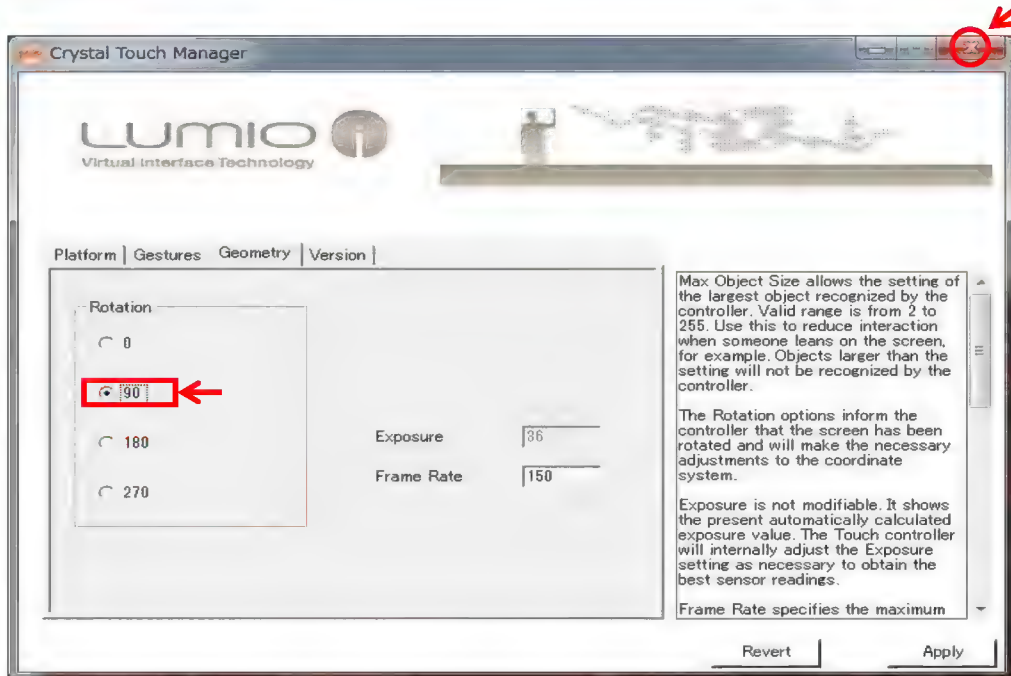 Crystal Touch Manager
LUMIO
Virtual Interface Technology
Platform
Gestures
Geometry
Version
Rotation
0
90
180
270
Exposure
36
Frame Rate
150
Max Object Size allows the setting of
the largest object recognized by the
controller. Valid range is from 2 to
255. Use this to reduce interaction
when someone leans on the screen,
for example. Objects larger than the
setting will not be recognized by the
controller.
The Rotation options inform the
controller that the screen has been
rotated and will make the necessary
adjustments to the coordinate
system.
Exposure is not modifiable. It shows
the present automatically calculated
exposure value. The Touch controller
will internally adjust the Exposure
setting as necessary to obtain the
best sensor readings.
Frame Rate specifies the maximum
Revert
Apply